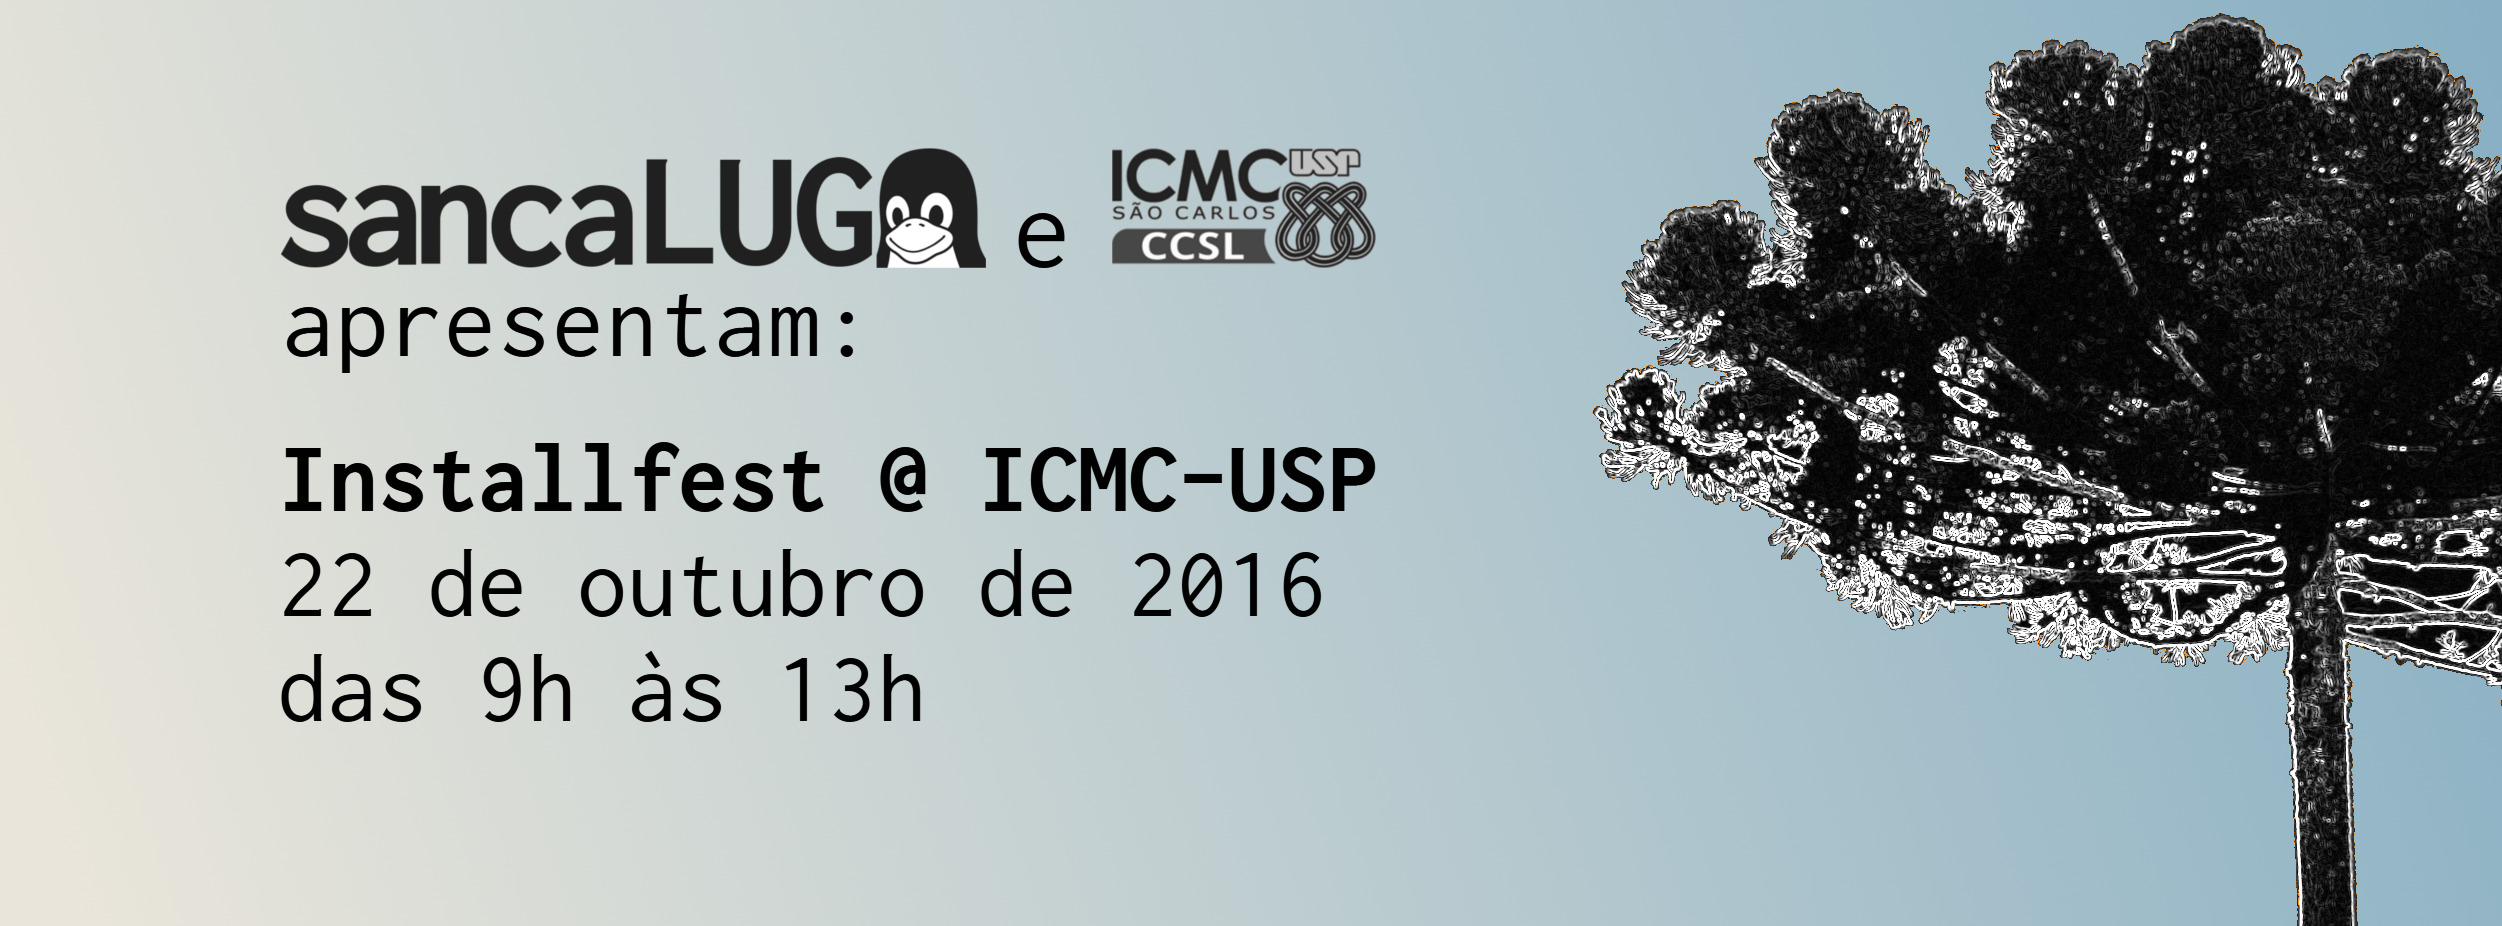 sancaLUG e ICMC USP
SÃO CARLOS
CCSL
apresentam:
Installfest @ ICMC-USP
22 de outubro de 2016
das 9h às 13h